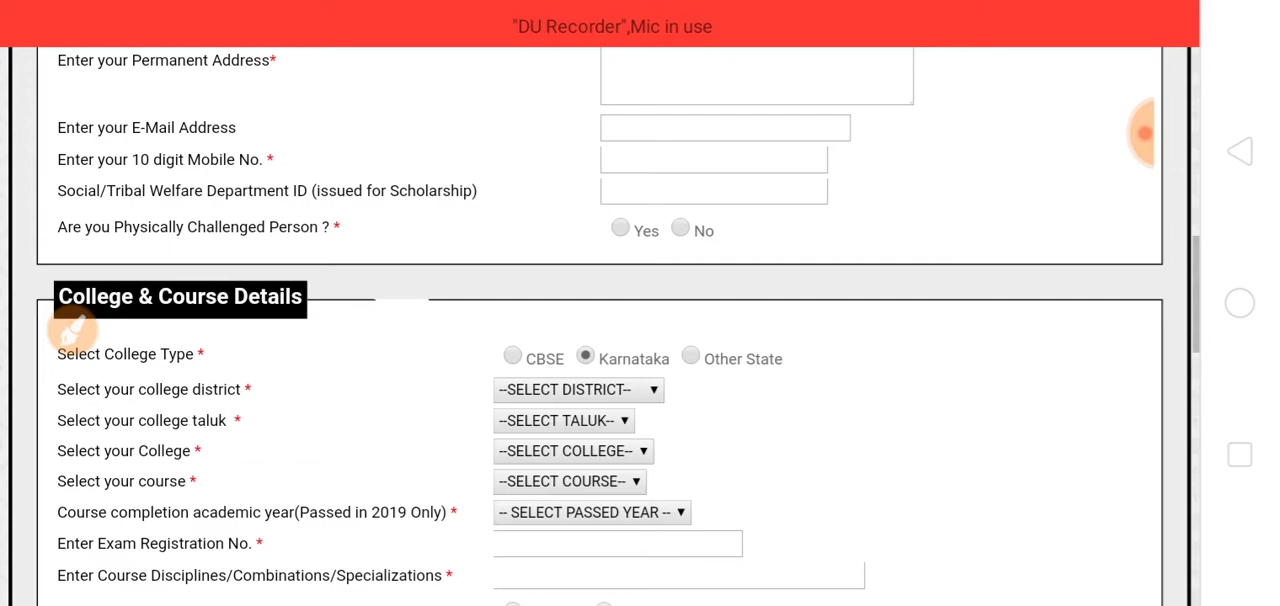 "DU Recorder",Mic in use
Enter your Permanent Address*
Enter your E-Mail Address
Enter your 10 digit Mobile No. *
Social/Tribal Welfare Department ID (issued for Scholarship)
Are you Physically Challenged Person ? * Yes No
College & Course Details
Select College Type * CBSE Karnataka Other State
Select your college district * --SELECT DISTRICT--
Select your college taluk * --SELECT TALUK--
Select your College * --SELECT COLLEGE--
Select your course * --SELECT COURSE--
Course completion academic year(Passed in 2019 Only) * -- SELECT PASSED YEAR --
Enter Exam Registration No. *
Enter Course Disciplines/Combinations/Specializations *